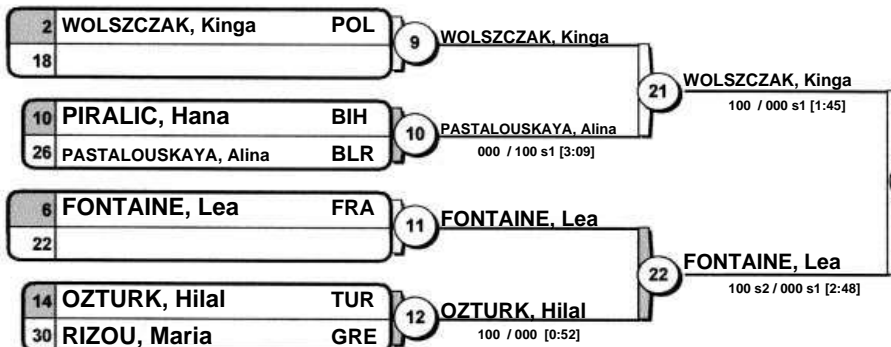 2 WOLSZCZAK, Kinga POL
18
9 WOLSZCZAK, Kinga
10 PIRALIC, Hana BIH
26 PASTALOUSKAYA, Alina BLR
10 PASTALOUSKAYA, Alina
000 / 100 s1 [3:09]
21 WOLSZCZAK, Kinga
100 / 000 s1 [1:45]
6 FONTAINE, Lea FRA
22
11 FONTAINE, Lea
14 OZTURK, Hilal TUR
30 RIZOU, Maria GRE
12 OZTURK, Hilal
100 / 000 [0:52]
22 FONTAINE, Lea
100 s2 / 000 s1 [2:48]